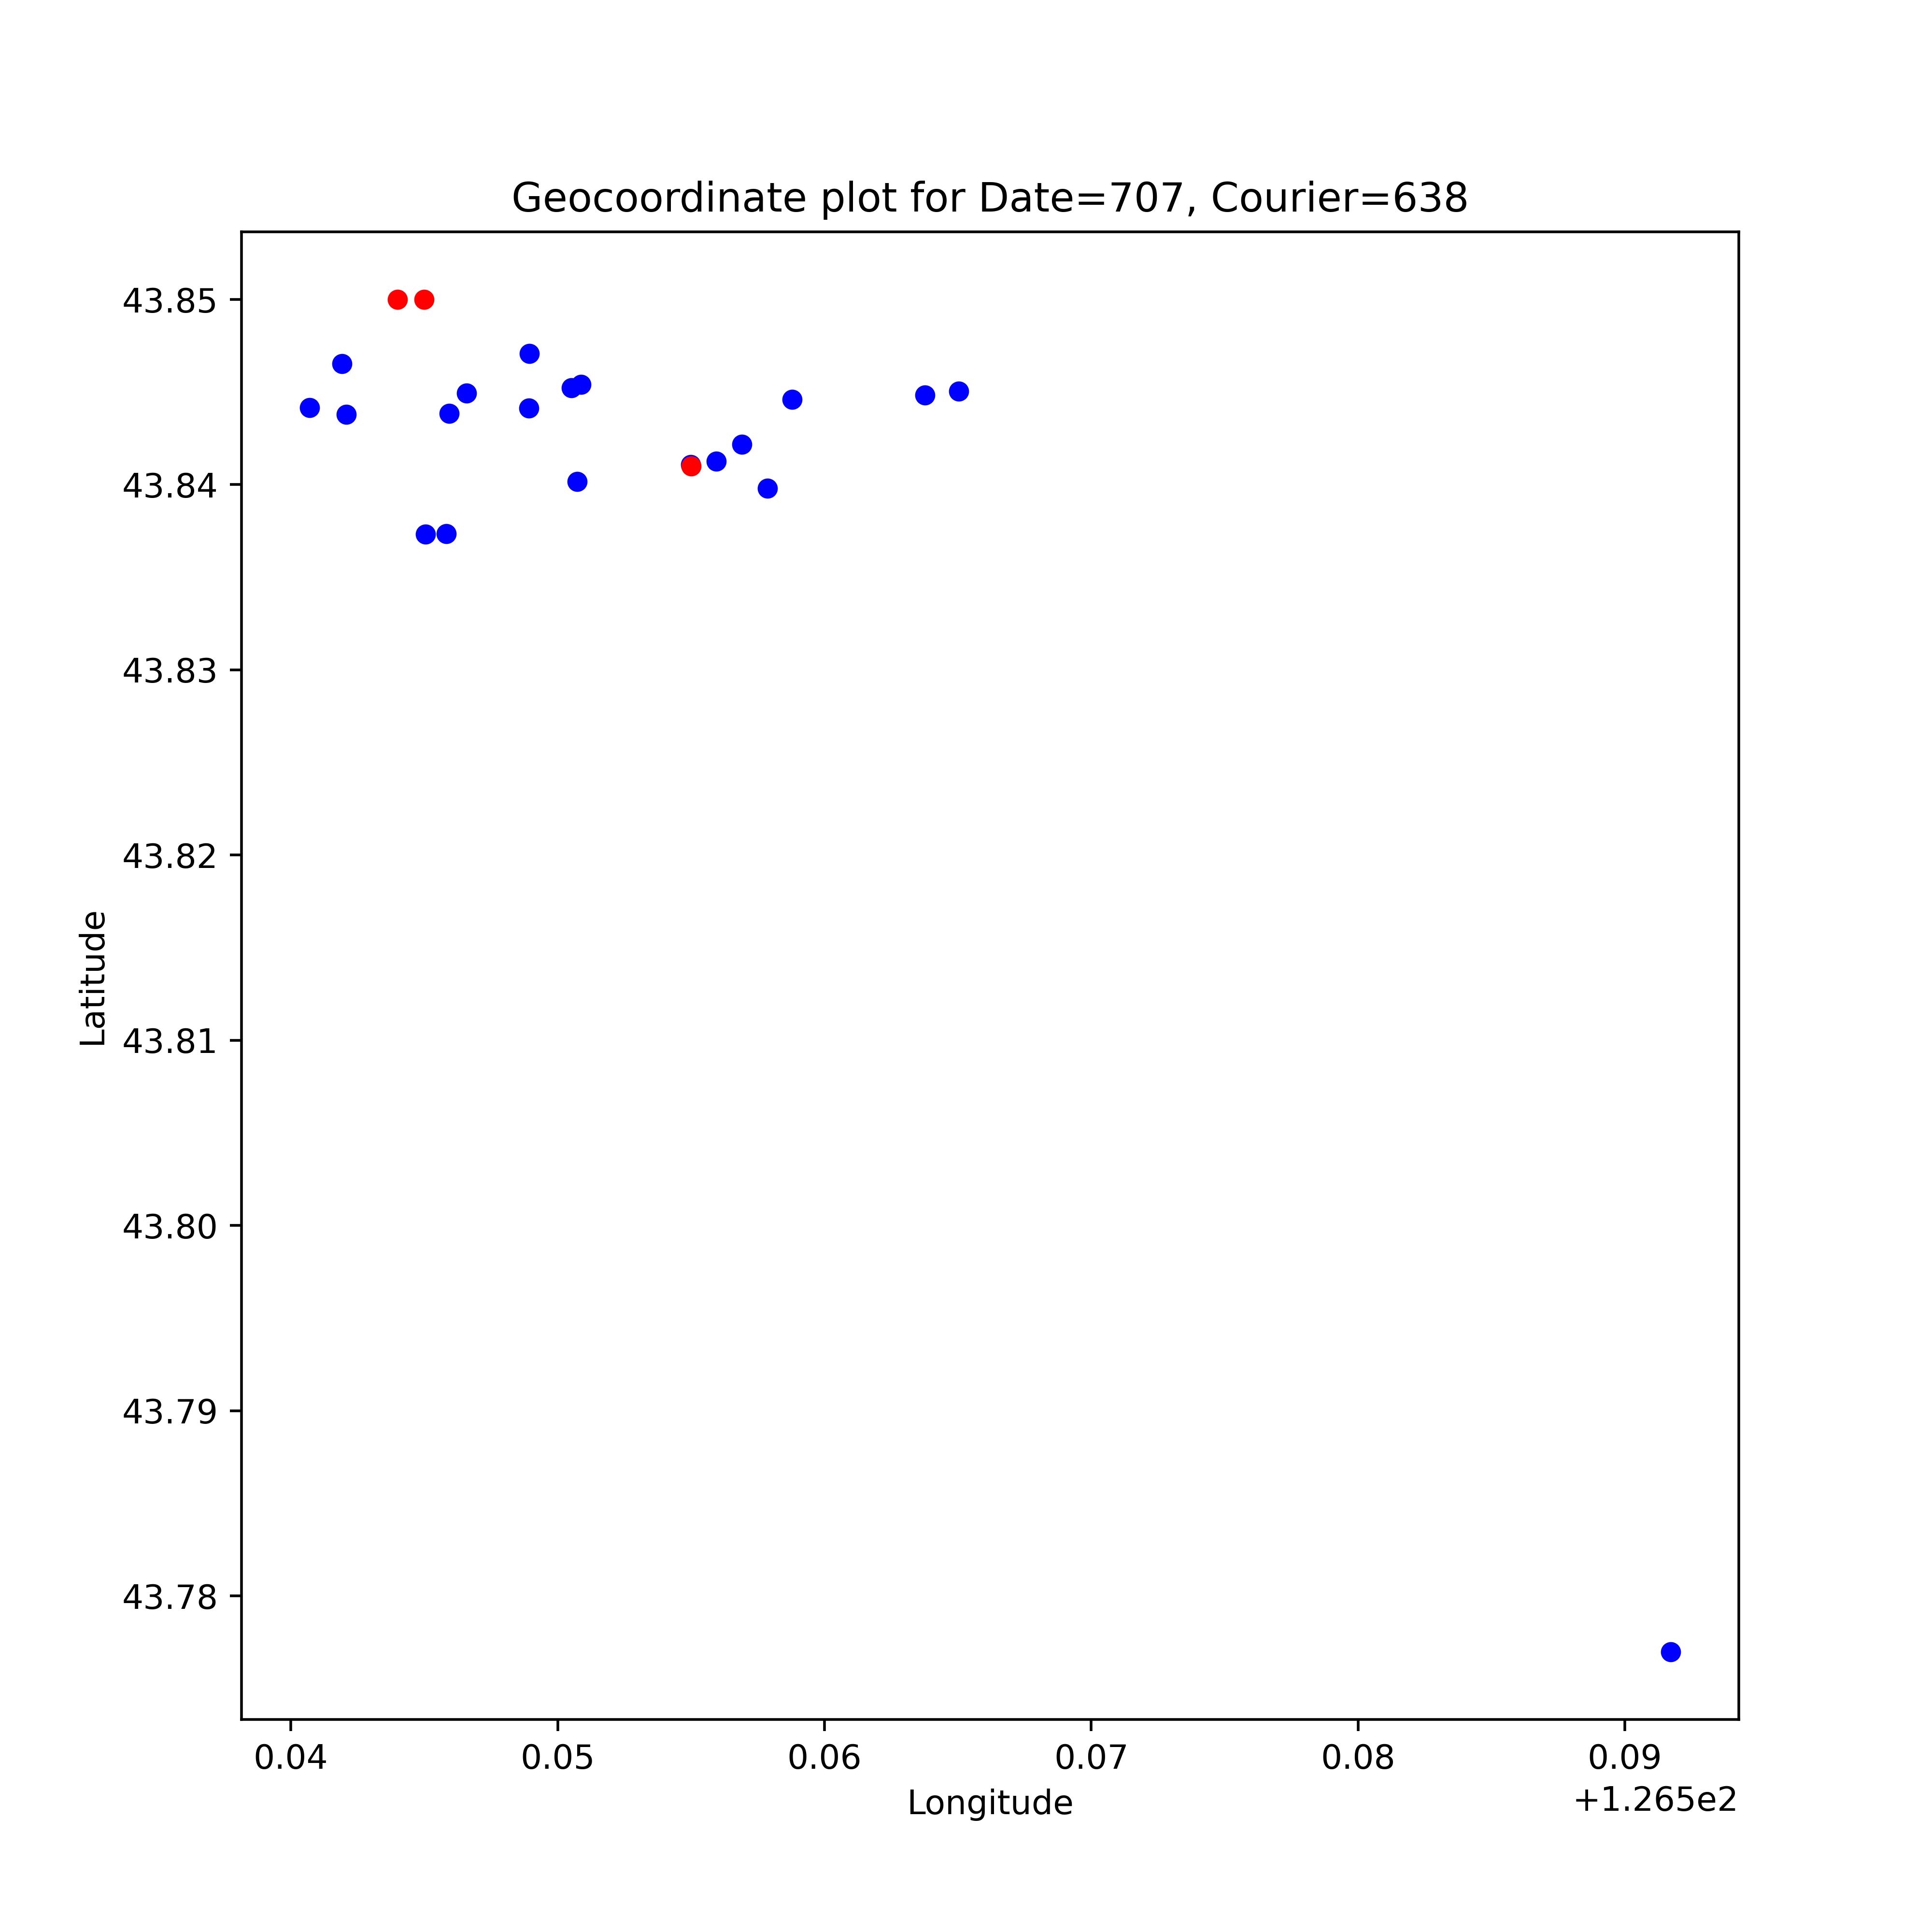 Geocoordinate plot for Date=707, Courier=638
43.85
43.84
43.83
43.82
43.81
43.80
43.79
43.78
Latitude
0.04 0.05 0.06 0.07 0.08 0.09
+1.265e2
Longitude